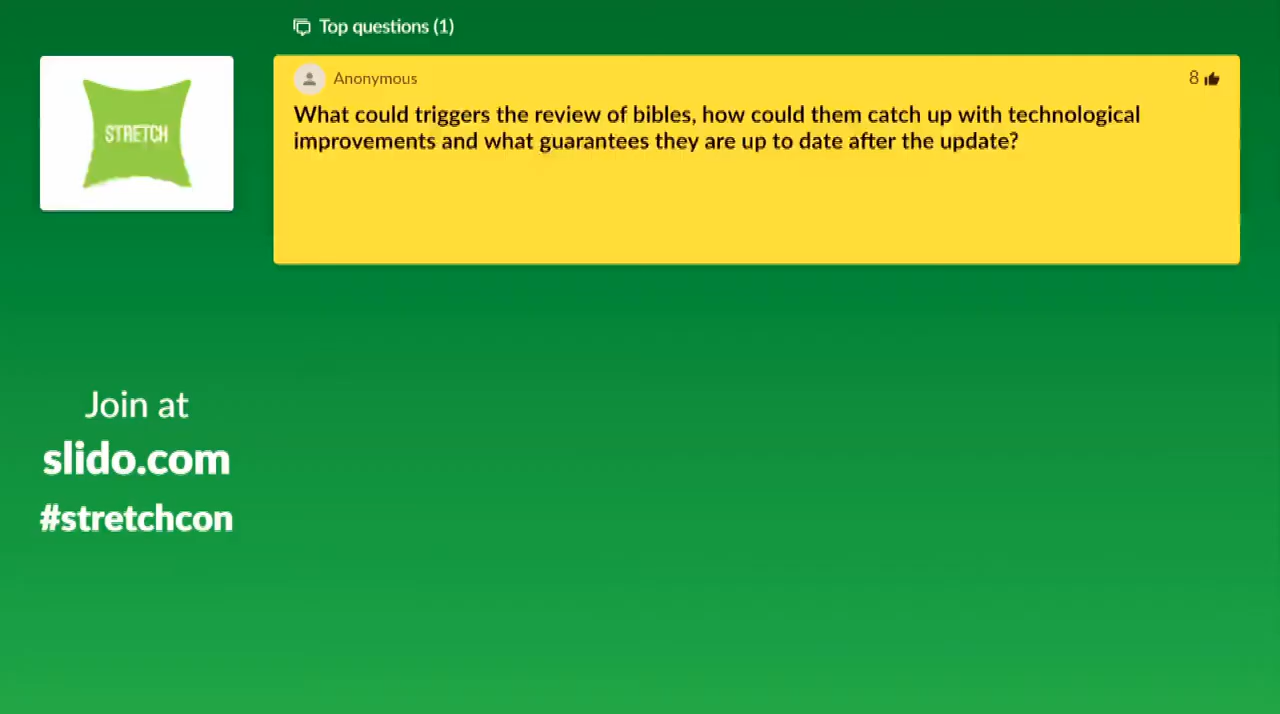 Top questions (1)
STRETCH
Anonymous
8
What could triggers the review of bibles, how could them catch up with technological
improvements and what guarantees they are up to date after the update?
Join at
slido.com
#stretchcon